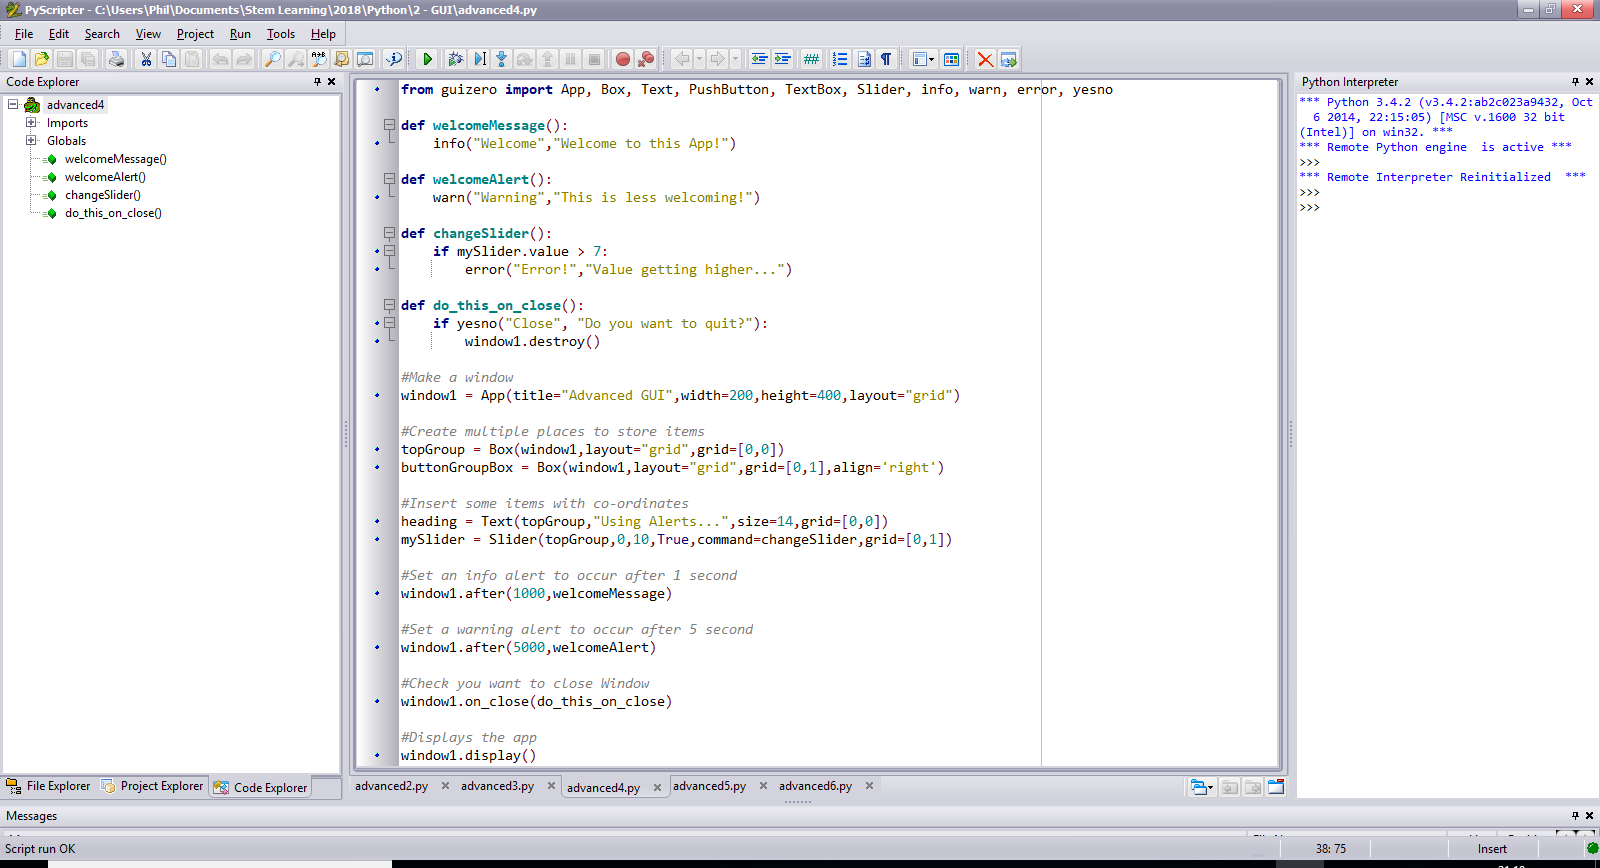 PyScripter - C:\Users\Phil\Documents\Stem Learning\2018\Python\2 - GUI\advanced4.py
File Edit Search View Project Run Tools Help
Code Explorer
advanced4
Imports
Globals
welcomeMessage()
welcomeAlert()
changeSlider()
do_this_on_close()
File Explorer Project Explorer Code Explorer
from guizero import App, Box, Text, PushButton, TextBox, Slider, info, warn, error, yesno
def welcomeMessage():
info("Welcome","Welcome to this App!")
def welcomeAlert():
warn("Warning","This is less welcoming!")
def changeSlider():
if mySlider.value > 7:
error("Error!","Value getting higher...")
def do_this_on_close():
if yesno("Close", "Do you want to quit?"):
window1.destroy()
#Make a window
window1 = App(title="Advanced GUI",width=200,height=400,layout="grid")
#Create multiple places to store items
topGroup = Box(window1,layout="grid",grid=[0,0])
buttonGroupBox = Box(window1,layout="grid",grid=[0,1],align='right')
#Insert some items with co-ordinates
heading = Text(topGroup,"Using Alerts...",size=14,grid=[0,0])
mySlider = Slider(topGroup,0,10,True,command=changeSlider,grid=[0,1])
#Set an info alert to occur after 1 second
window1.after(1000,welcomeMessage)
#Set a warning alert to occur after 5 second
window1.after(5000,welcomeAlert)
#Check you want to close Window
window1.on_close(do_this_on_close)
#Displays the app
window1.display()
advanced2.py advanced3.py advanced4.py advanced5.py advanced6.py
Python Interpreter
*** Python 3.4.2 (v3.4.2:ab2c023a9432, Oct
6 2014, 22:15:05) [MSC v.1600 32 bit
(Intel)] on win32. ***
*** Remote Python engine is active ***
>>>
*** Remote Interpreter Reinitialized ***
>>>
>>>
Messages
Script run OK
38: 75
Insert